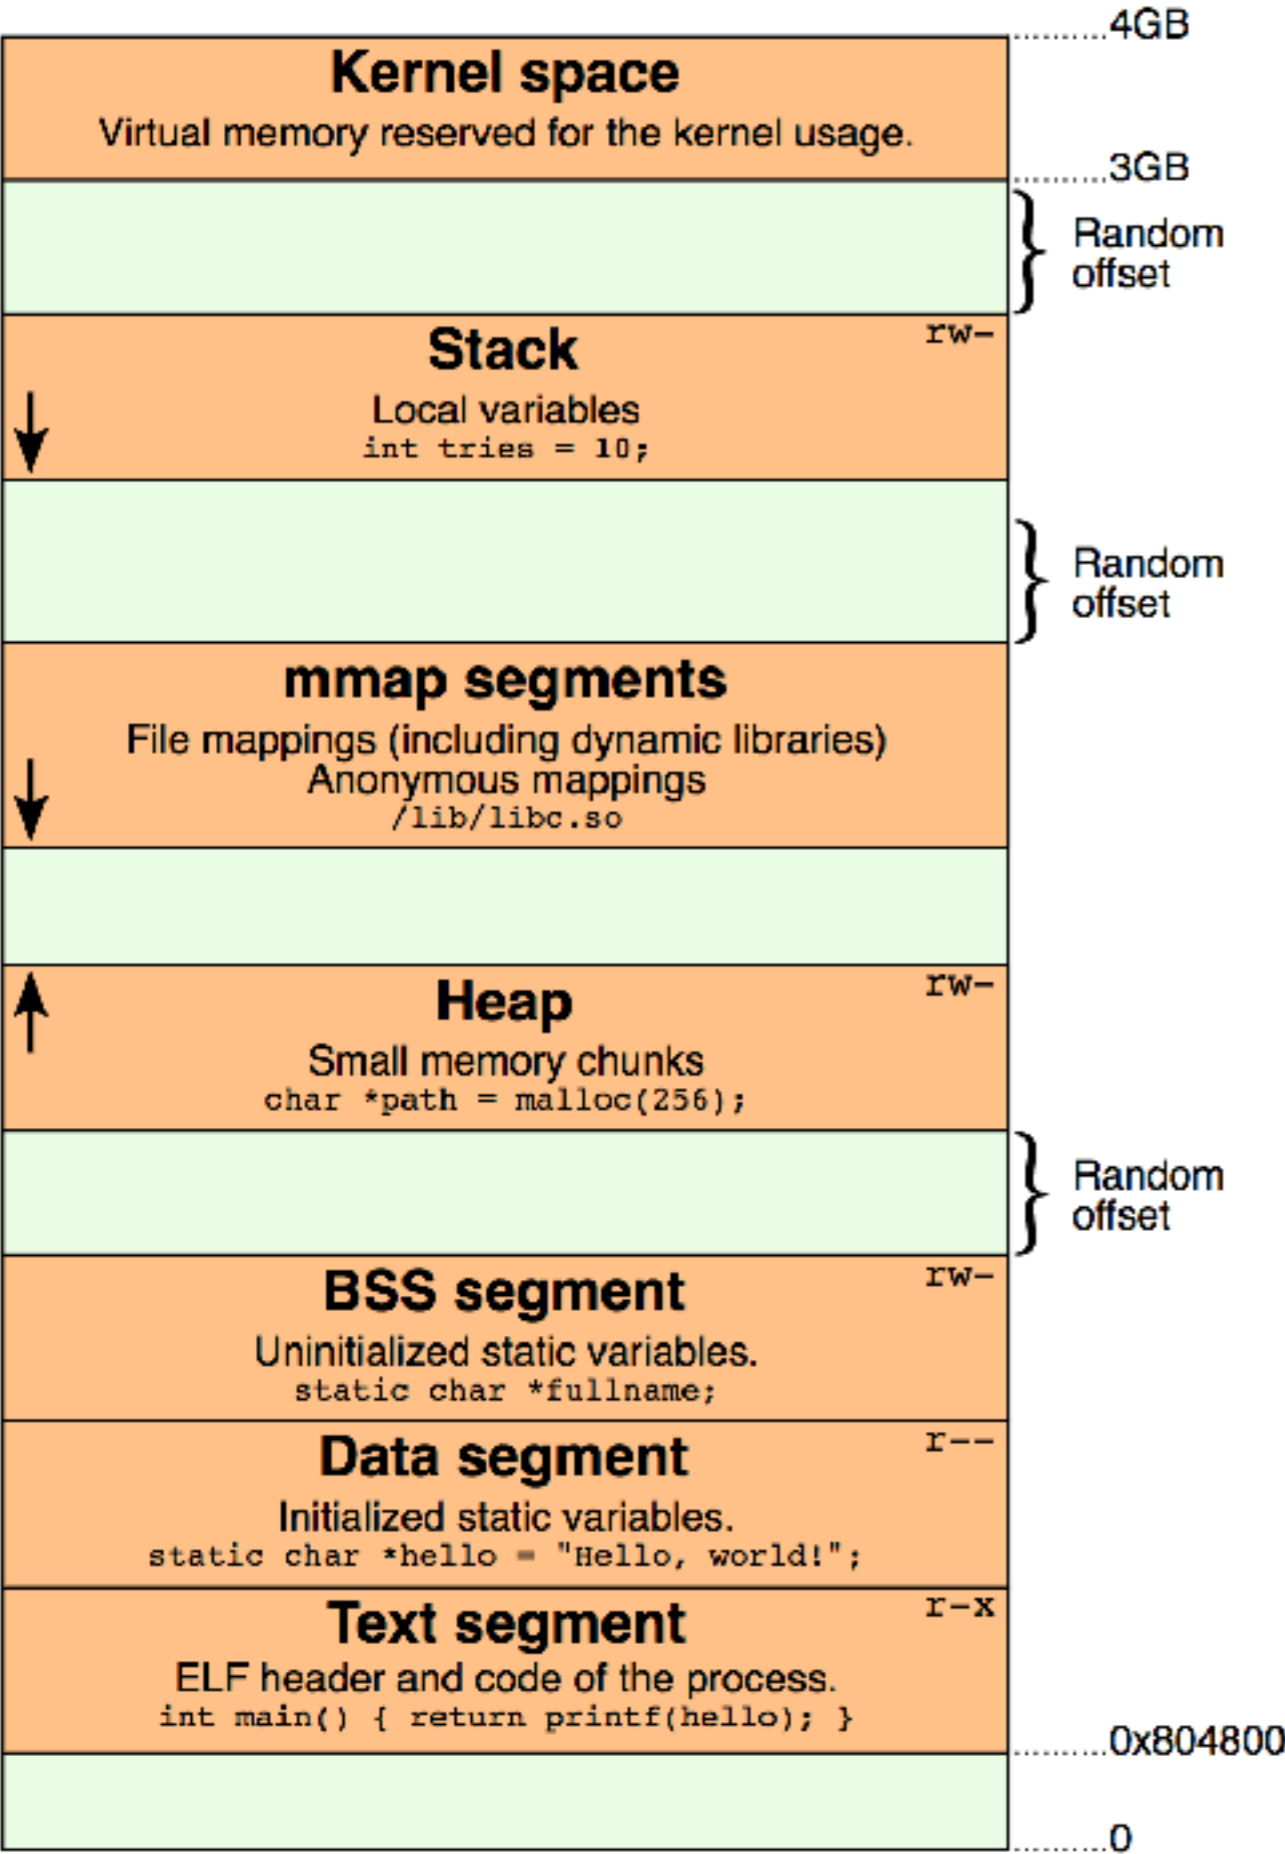 4GB
Kernel space
Virtual memory reserved for the kernel usage.
3GB
Random
offset
rw-
Stack
Local variables
int tries = 10;
Random
offset
mmap segments
File mappings (including dynamic libraries)
Anonymous mappings
/lib/libc.so
rw-
Heap
Small memory chunks
char *path = malloc(256);
Random
offset
rw-
BSS segment
Uninitialized static variables.
static char *fullname;
r--
Data segment
Initialized static variables.
static char *hello = "Hello, world!";
r-x
Text segment
ELF header and code of the process.
int main() { return printf(hello); }
0x804800
0